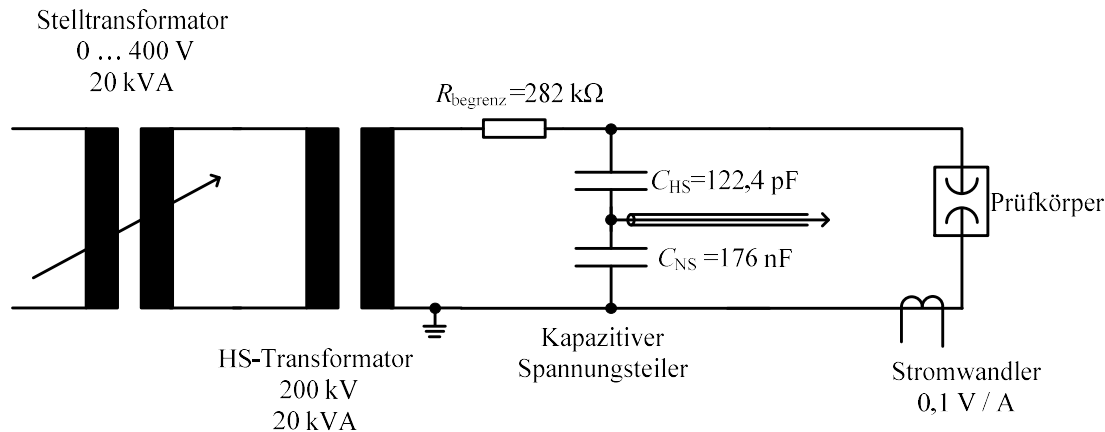 Stelltransformator
0 … 400 V
20 kVA
R_begrenz=282 kΩ
C_HS=122,4 pF
Prüfkörper
C_NS =176 nF
HS-Transformator
200 kV
20 kVA
Kapazitiver
Spannungsteiler
Stromwandler
0,1 V / A